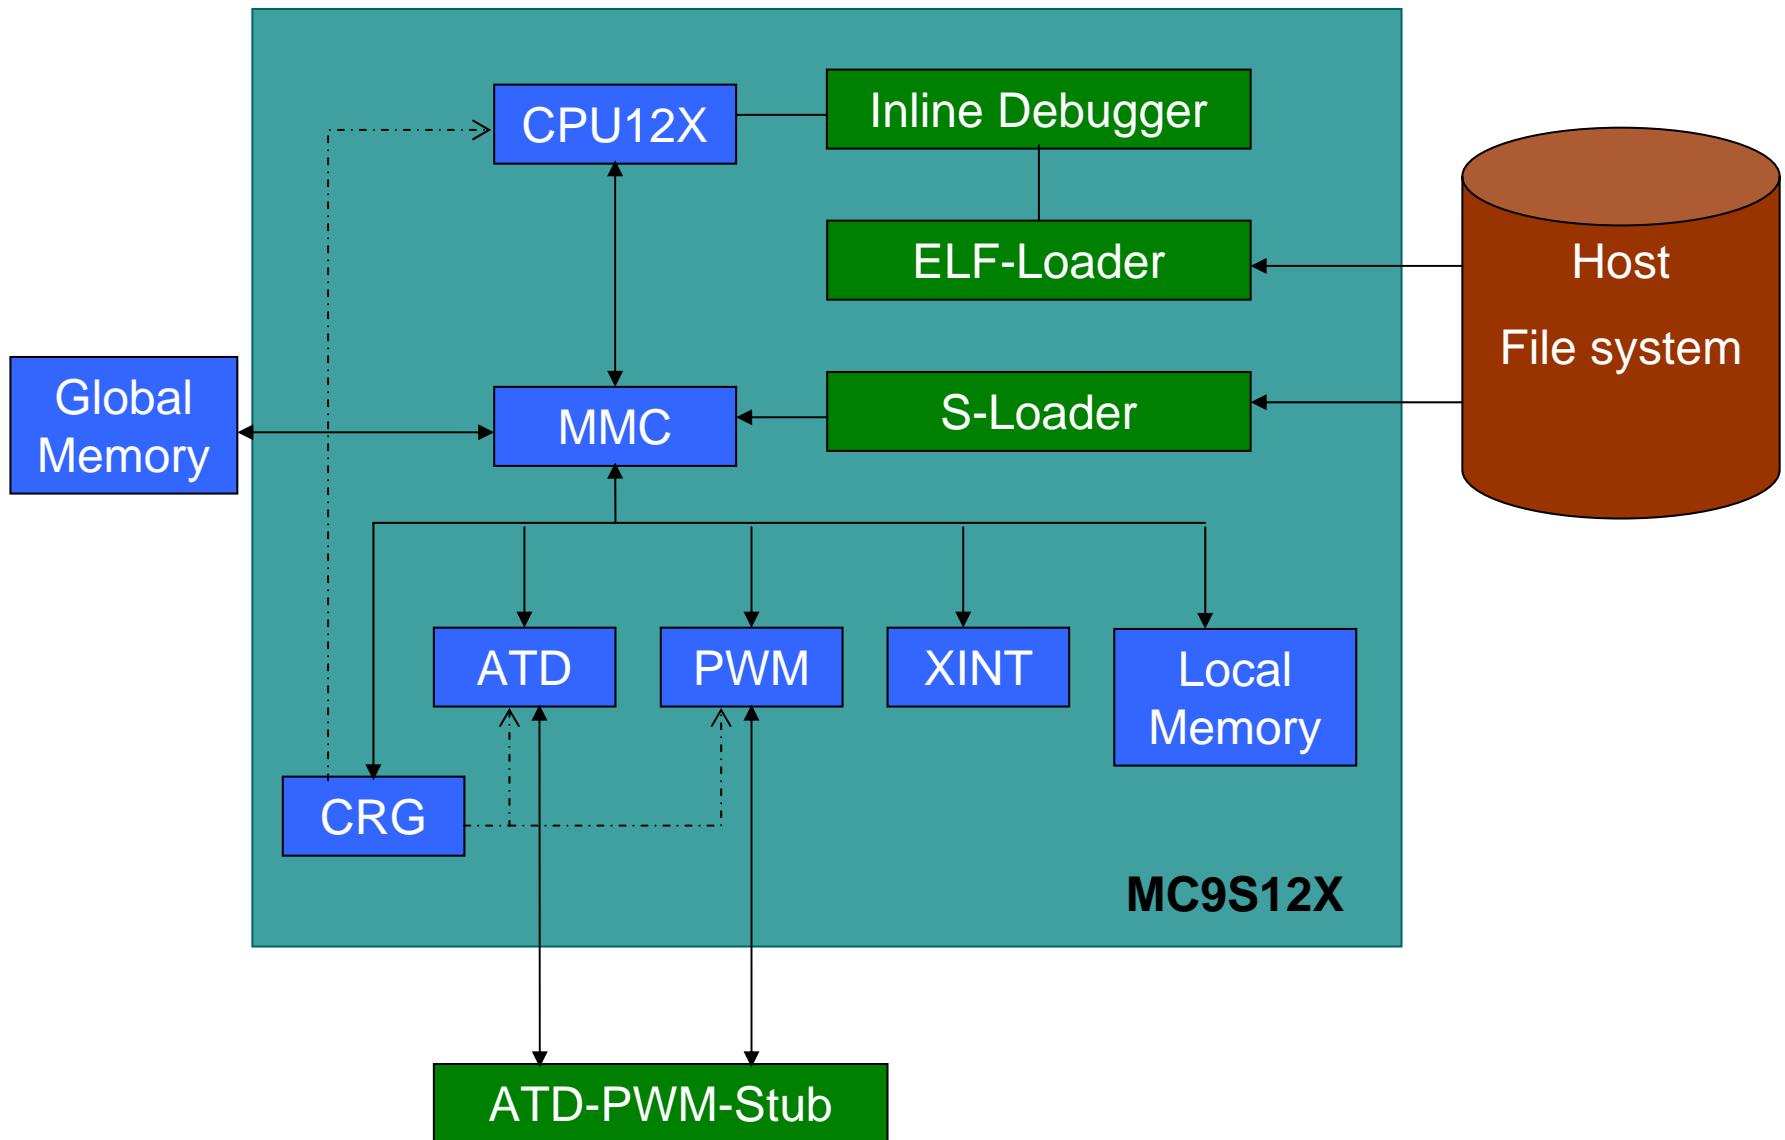 CPU12X
Inline Debugger
ELF-Loader
Host
File system
Global
Memory
MMC
S-Loader
ATD
PWM
XINT
Local
Memory
CRG
MC9S12X
ATD-PWM-Stub